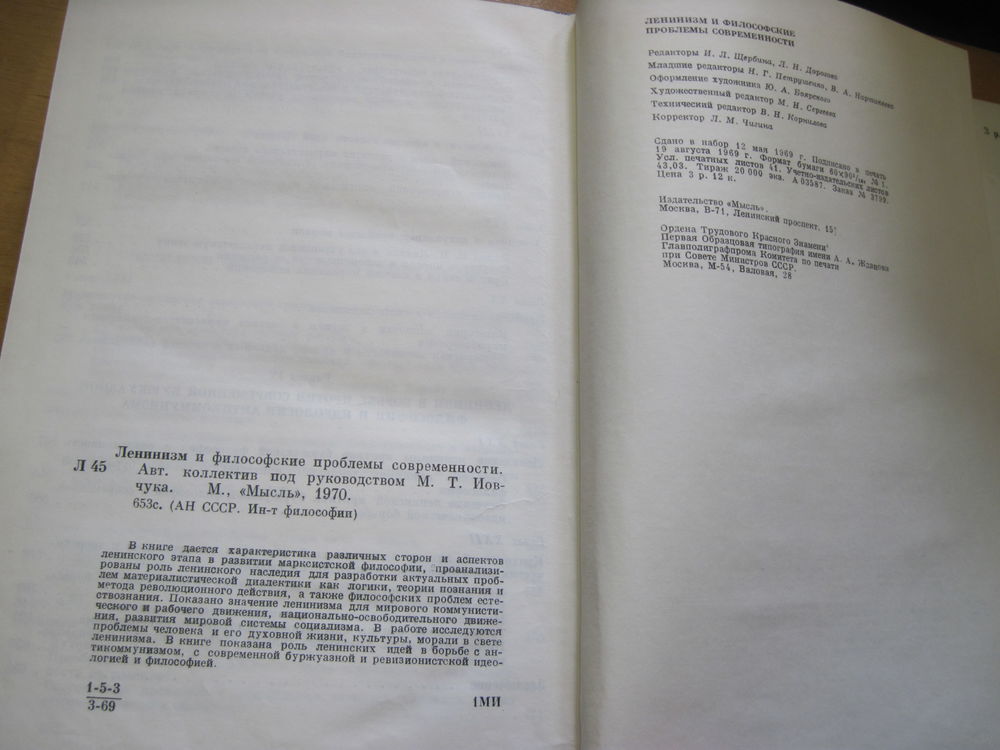 Ленинизм и философские проблемы современности.
Л 45
Авт. коллектив под руководством М. Т. Иов-
чука. М., «Мысль», 1970.
653с. (АН СССР. Ин-т философии)
В книге дается характеристика различных сторон и аспектов
ленинского этапа в развитии марксистской философии, проанализи-
рованы роль ленинского наследия для разработки актуальных проб-
лем материалистической диалектики как логики, теории познания и
метода революционного действия, а также философских проблем есте-
ствознания. Показано значение ленинизма для мирового коммунисти-
ческого и рабочего движения, национально-освободительного движе-
ния, развития мировой системы социализма. В работе исследуются
проблемы человека и его духовной жизни, культуры, морали в свете
ленинизма. В книге показана роль ленинских идей в борьбе с ан-
тикоммунизмом, с современной буржуазной и ревизионистской идео-
логией и философией.
1-5-3
3-69
1МИ
ЛЕНИНИЗМ И ФИЛОСОФСКИЕ
ПРОБЛЕМЫ СОВРЕМЕННОСТИ
Редакторы И. Л. Щербина, Л. Н. Дорогова
Младшие редакторы Н. Г. Петрушенко, В. А.
Оформление художника Ю. А. Боярского
Художественный редактор М. Н. Сергеева
Технический редактор В. Н. Корнилова
Корректор Л. М. Чигина
Сдано в набор 12 мая 1969 г. Подписано в печать
19 августа 1969 г. Формат бумаги 60×90¹/₁₆ № 1.
Усл. печатных листов 41. Учетно-издательских листов
43,03. Тираж 20 000 экз. А 03587. Заказ № 3799.
Цена 3 р. 12 к.
Издательство «Мысль».
Москва, В-71, Ленинский проспект, 15
Ордена Трудового Красного Знамени
Первая Образцовая типография имени А. А. Жданова
Главполиграфпрома Комитета по печати
при Совете Министров СССР.
Москва, М-54, Валовая, 28